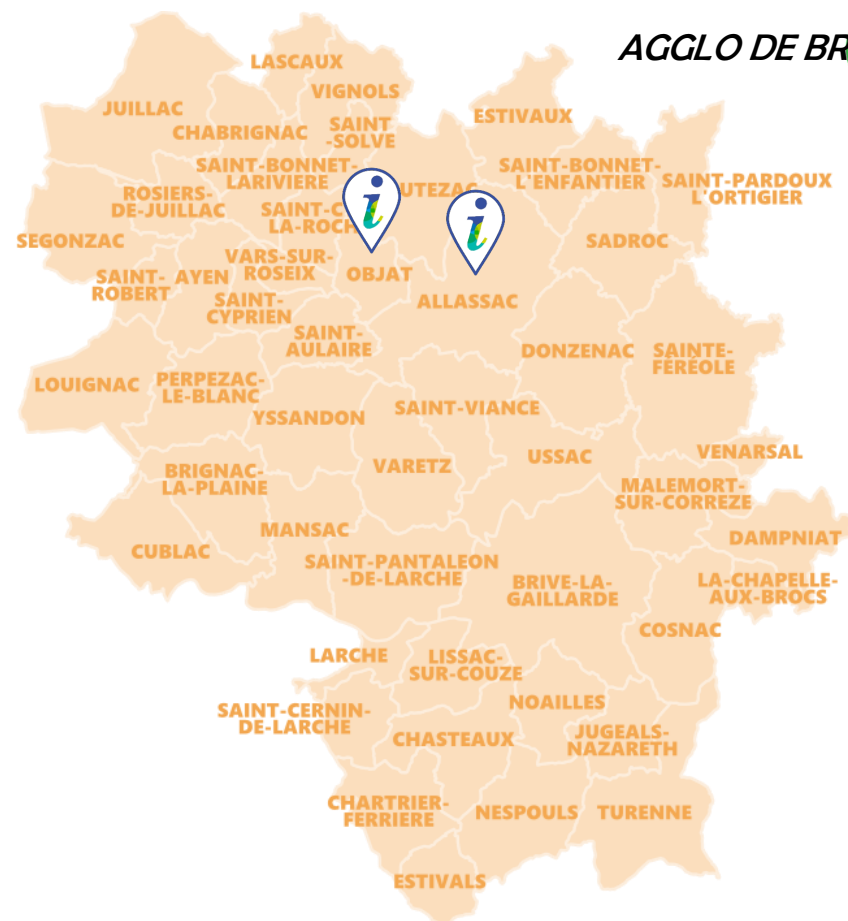 AGGLO DE BR
LASCAUX
VIGNOLS
JUILLAC
ESTIVAUX
CHABRIGNAC
SAINT
-SOLVE
SAINT-BONNET-
LARIVIERE
SAINT-BONNET-
L'ENFANTIER
SAINT-PARDOUX
L'ORTIGIER
UTEZAC
i
i
ROSIERS-
DE-JUILLAC
SAINT-C
LA-ROCH
SEGONZAC
SADROC
VARS-SUR-
ROSEIX
OBJAT
SAINT-
ROBERT
AYEN
SAINT-
CYPRIEN
ALLASSAC
SAINT-
AULAIRE
DONZENAC
SAINTE-
FÉRÉOLE
LOUIGNAC
PERPEZAC-
LE-BLANC
YSSANDON
SAINT-VIANCE
BRIGNAC-
LA-PLAINE
VARETZ
USSAC
VENARSAL
MALEMORT-
SUR-CORREZE
MANSAC
CUBLAC
DAMPNIAT
SAINT-PANTALEON
-DE-LARCHE
BRIVE-LA-
GAILLARDE
LA-CHAPELLE-
AUX-BROCS
COSNAC
LARCHE
LISSAC-
SUR-COUZE
NOAILLES
SAINT-CERNIN-
DE-LARCHE
CHASTEAUX
JUGEALS-
NAZARETH
CHARTRIER-
FERRIERE
NESPOULS
TURENNE
ESTIVALS